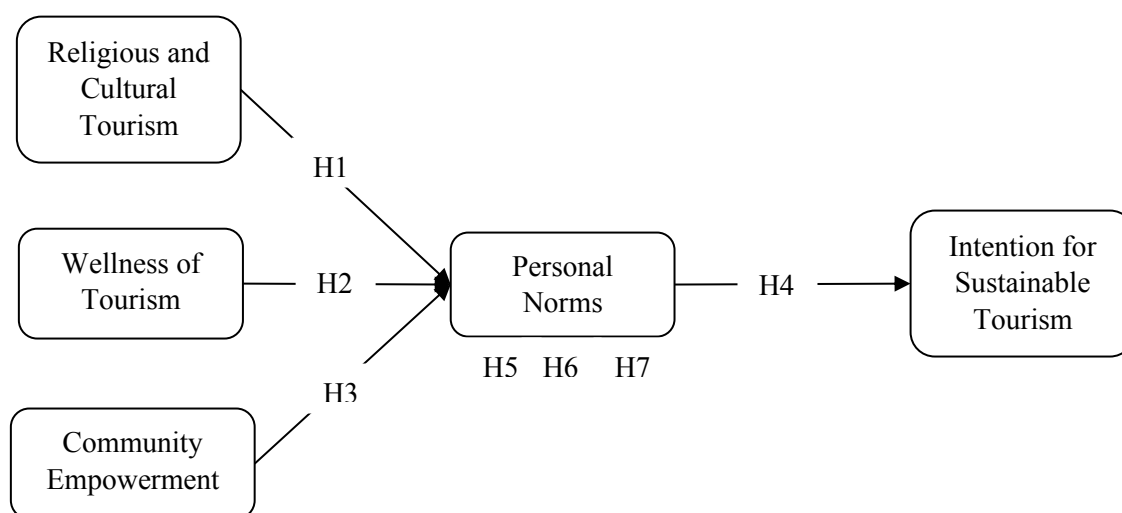 Religious and
Cultural
Tourism
H1
Wellness of
Tourism
H2
Personal
Norms
H4
Intention for
Sustainable
Tourism
H5 H6 H7
H3
Community
Empowerment